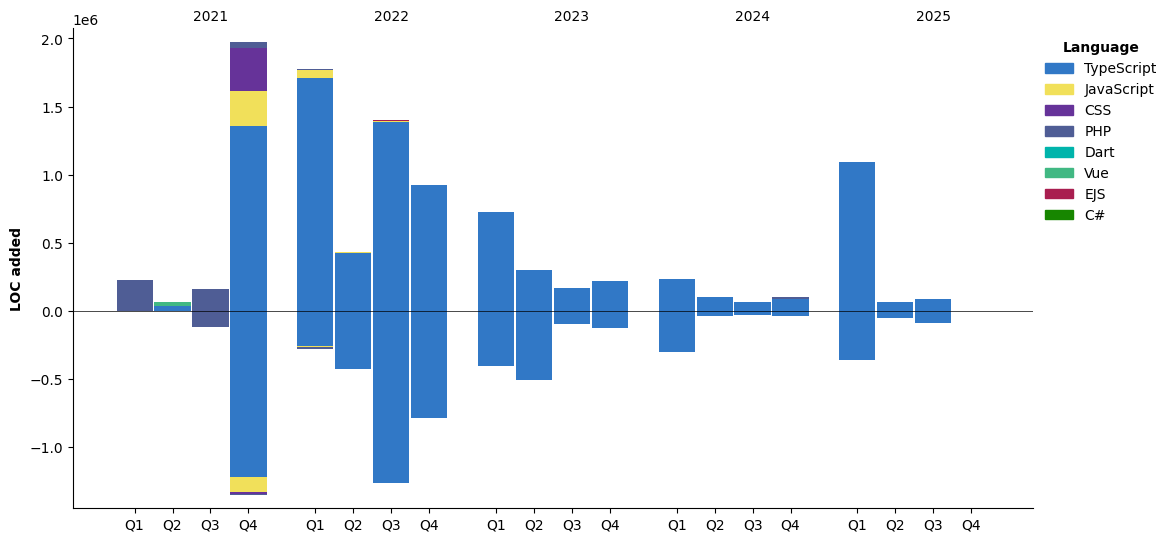 1e6
2021 2022 2023 2024 2025
2.0
1.5
1.0
0.5
0.0
−0.5
−1.0
LOC added
Q1 Q2 Q3 Q4 Q1 Q2 Q3 Q4 Q1 Q2 Q3 Q4 Q1 Q2 Q3 Q4 Q1 Q2 Q3 Q4
Language
TypeScript
JavaScript
CSS
PHP
Dart
Vue
EJS
C#